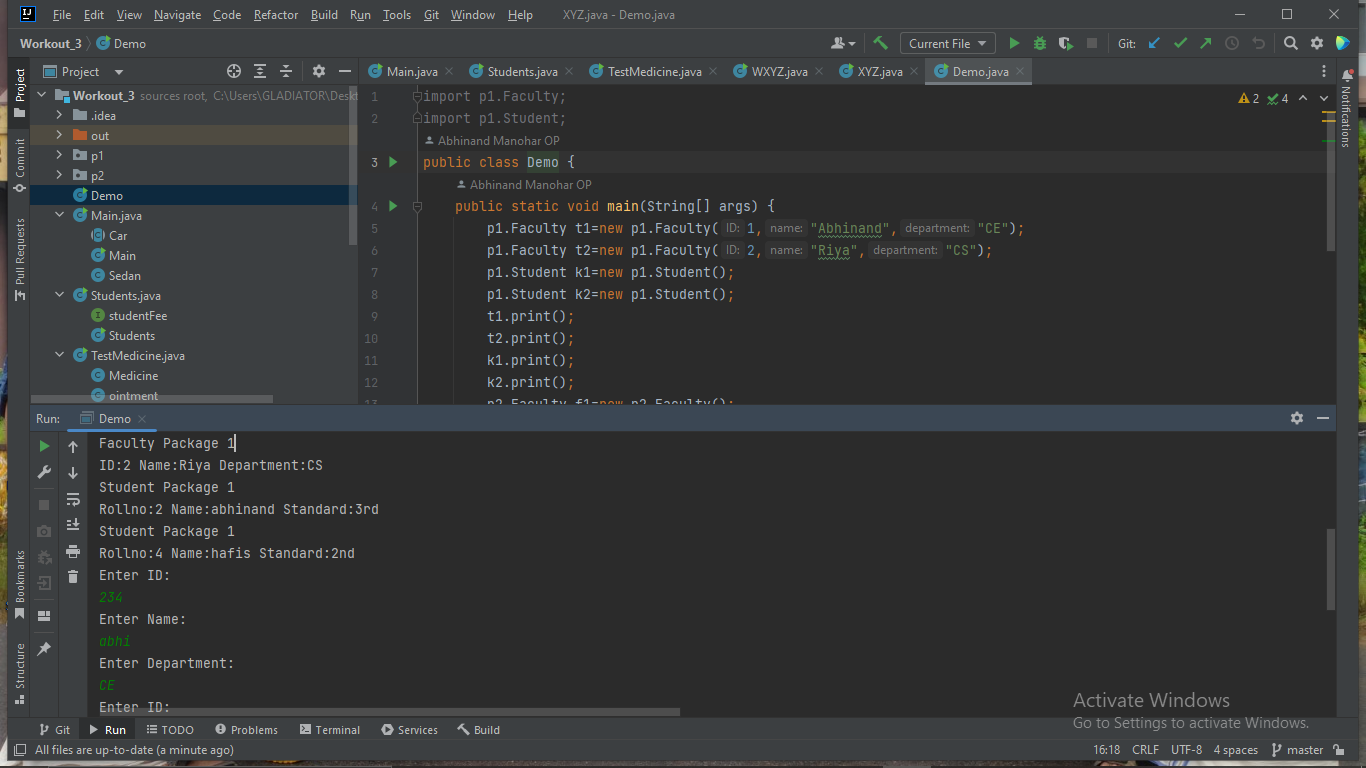 File Edit View Navigate Code Refactor Build Run Tools Git Window Help XYZ.java - Demo.java
Workout_3 Demo Current File Git:
Project Main.java Students.java TestMedicine.java WXYZ.java XYZ.java Demo.java
Project
Commit
Pull Request
Bookmarks
Structure
Notifications
Workout_3 sources root, C:\Users\GLADIATOR\Desk
.idea
out
p1
p2
Demo
Main.java
Car
Main
Sedan
Students.java
studentFee
Students
TestMedicine.java
Medicine
ointment
2 4
1 import p1.Faculty;
2 import p1.Student;
Abhinand Manohar OP
3 public class Demo {
Abhinand Manohar OP
4 public static void main(String[] args) {
5 p1.Faculty t1=new p1.Faculty( ID: 1, name: "Abhinand", department: "CE");
6 p1.Faculty t2=new p1.Faculty( ID: 2, name: "Riya", department: "CS");
7 p1.Student k1=new p1.Student();
8 p1.Student k2=new p1.Student();
9 t1.print();
10 t2.print();
11 k1.print();
12 k2.print();
13 p2.Faculty f1=new p2.Faculty();
Run: Demo
Faculty Package 1
ID:2 Name:Riya Department:CS
Student Package 1
Rollno:2 Name:abhinand Standard:3rd
Student Package 1
Rollno:4 Name:hafis Standard:2nd
Enter ID:
234
Enter Name:
abhi
Enter Department:
CE
Enter ID:
Activate Windows
Go to Settings to activate Windows.
Git Run TODO Problems Terminal Services Build
All files are up-to-date (a minute ago) 16:18 CRLF UTF-8 4 spaces master